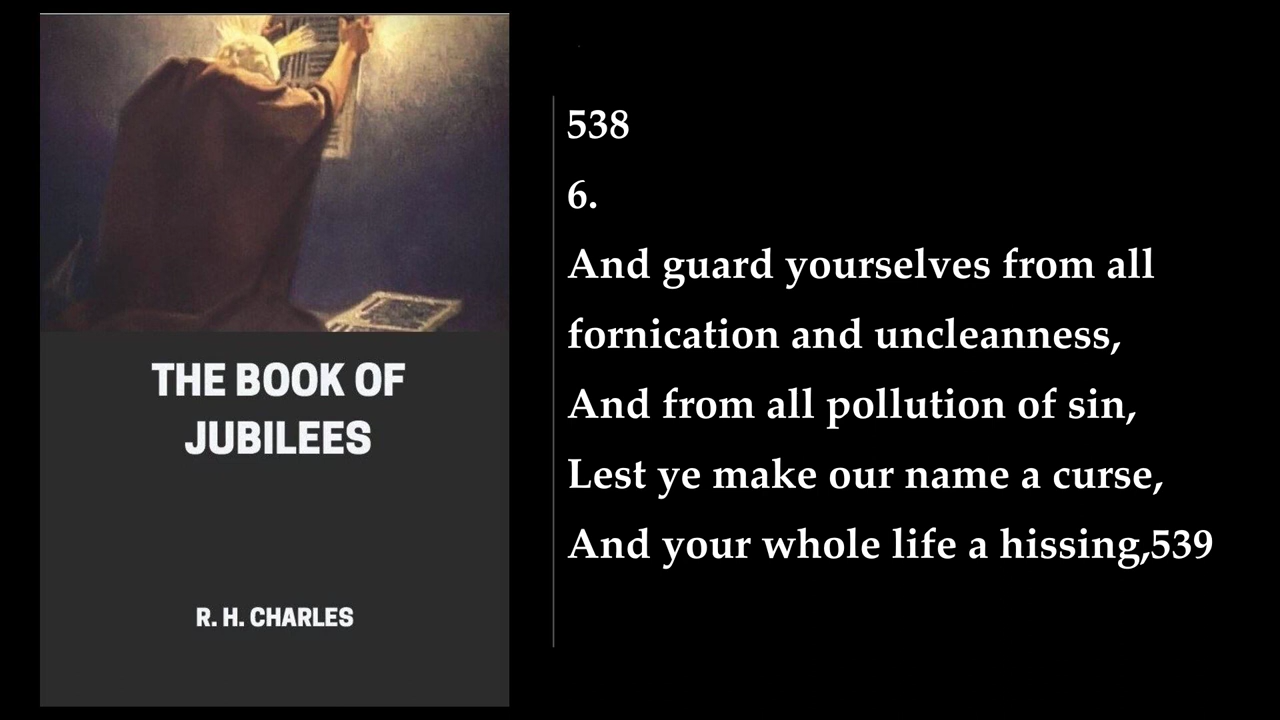 THE BOOK OF
JUBILEES
R. H. CHARLES
538
6.
And guard yourselves from all
fornication and uncleanness,
And from all pollution of sin,
Lest ye make our name a curse,
And your whole life a hissing,539